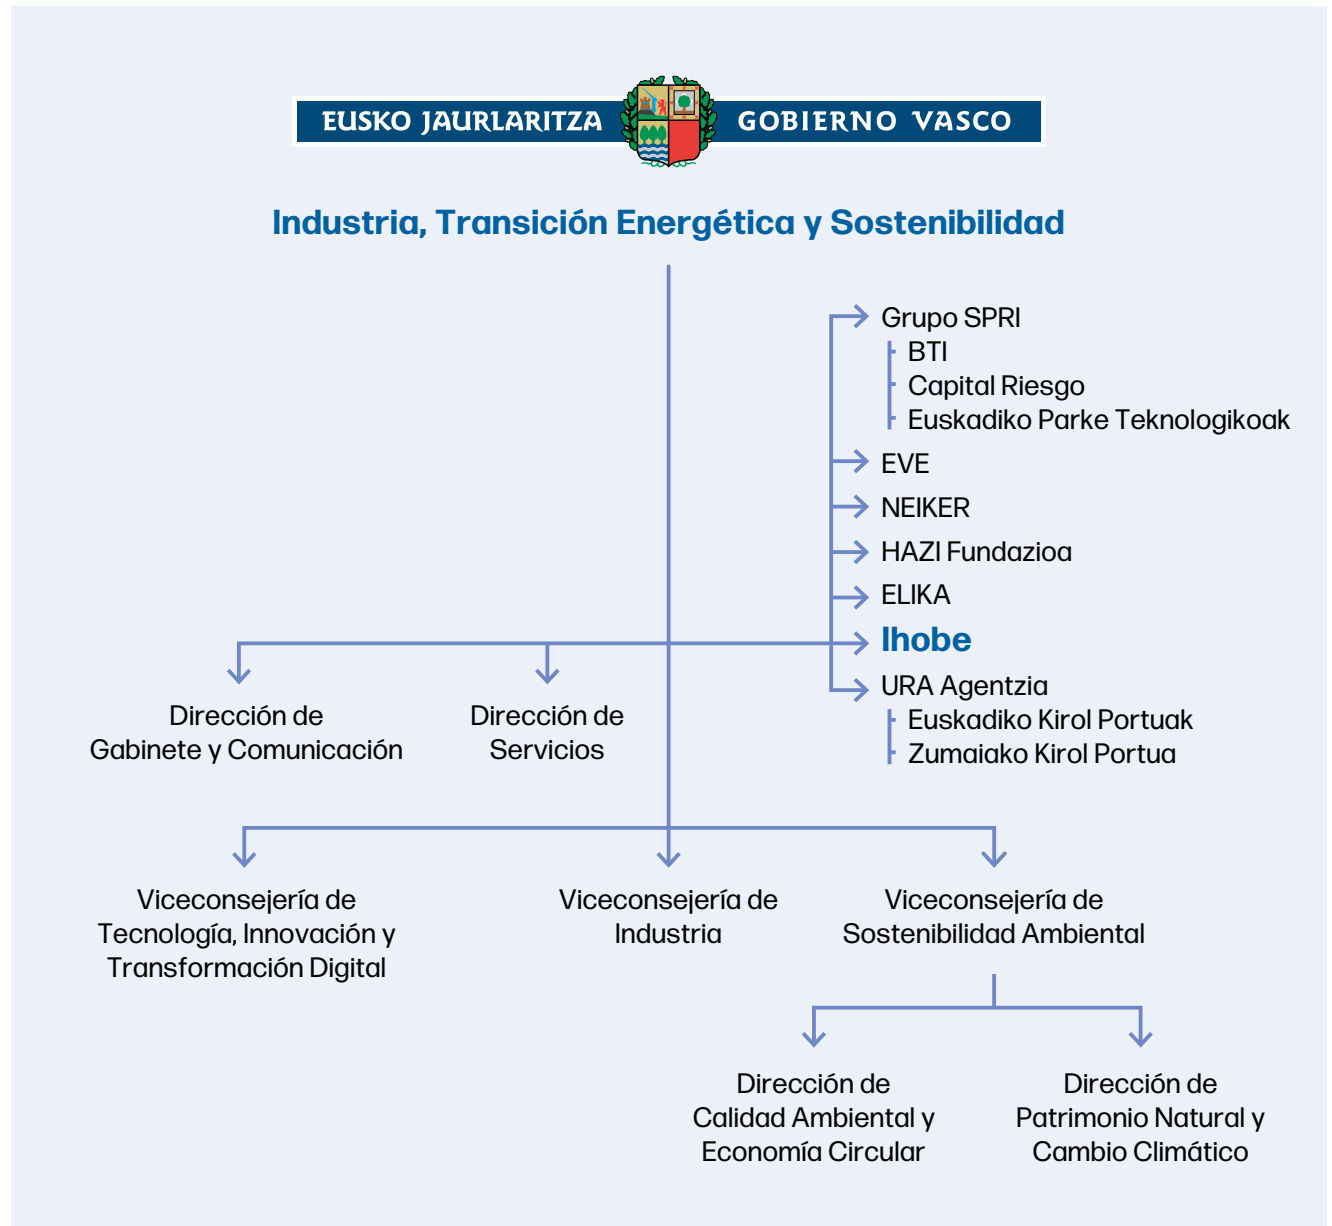 EUSKO JAURLARITZA GOBIERNO VASCO
Industria, Transición Energética y Sostenibilidad
Grupo SPRI
BTI
Capital Riesgo
Euskadiko Parke Teknologikoak
EVE
NEIKER
HAZI Fundazioa
ELIKA
Ihobe
URA Agentzia
Euskadiko Kirol Portuak
Zumaiako Kirol Portua
Dirección de
Gabinete y Comunicación
Dirección de
Servicios
Viceconsejería de
Tecnología, Innovación y
Transformación Digital
Viceconsejería de
Industria
Viceconsejería de
Sostenibilidad Ambiental
Dirección de
Calidad Ambiental y
Economía Circular
Dirección de
Patrimonio Natural y
Cambio Climático